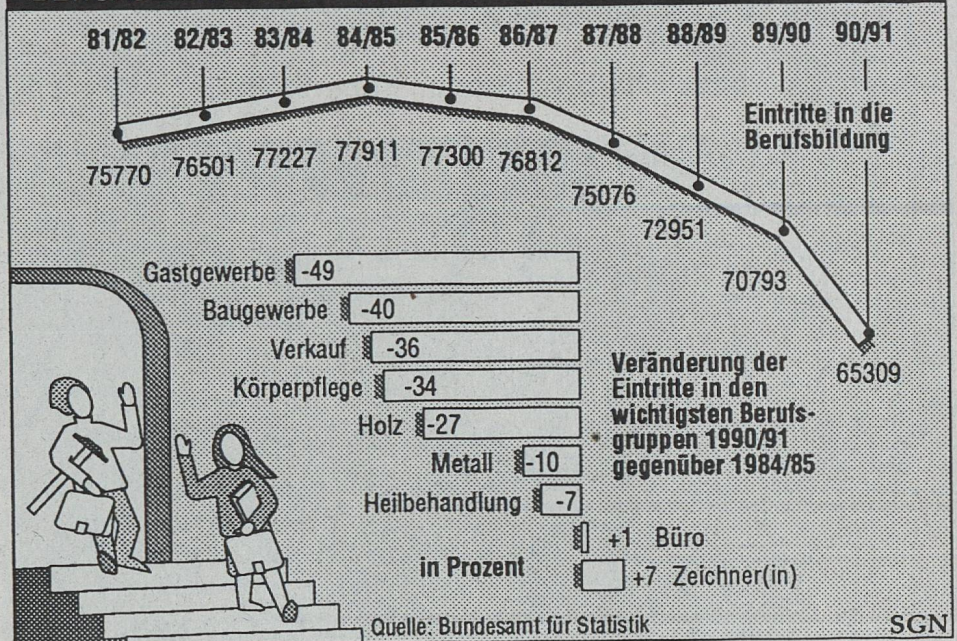 81/82 82/83 83/84 84/85 85/86 86/87 87/88 88/89 89/90 90/91
Eintritte in die
Berufsbildung
75770 76501 77227 77911 77300 76812
75076
72951
70793
65309
Gastgewerbe -49
Baugewerbe -40
Verkauf -36
Körperpflege -34
Holz -27
Metall -10
Heilbehandlung -7
+1 Büro
+7 Zeichner(in)
in Prozent
Veränderung der
Eintritte in den
wichtigsten Berufs-
gruppen 1990/91
gegenüber 1984/85
Quelle: Bundesamt für Statistik
SGN